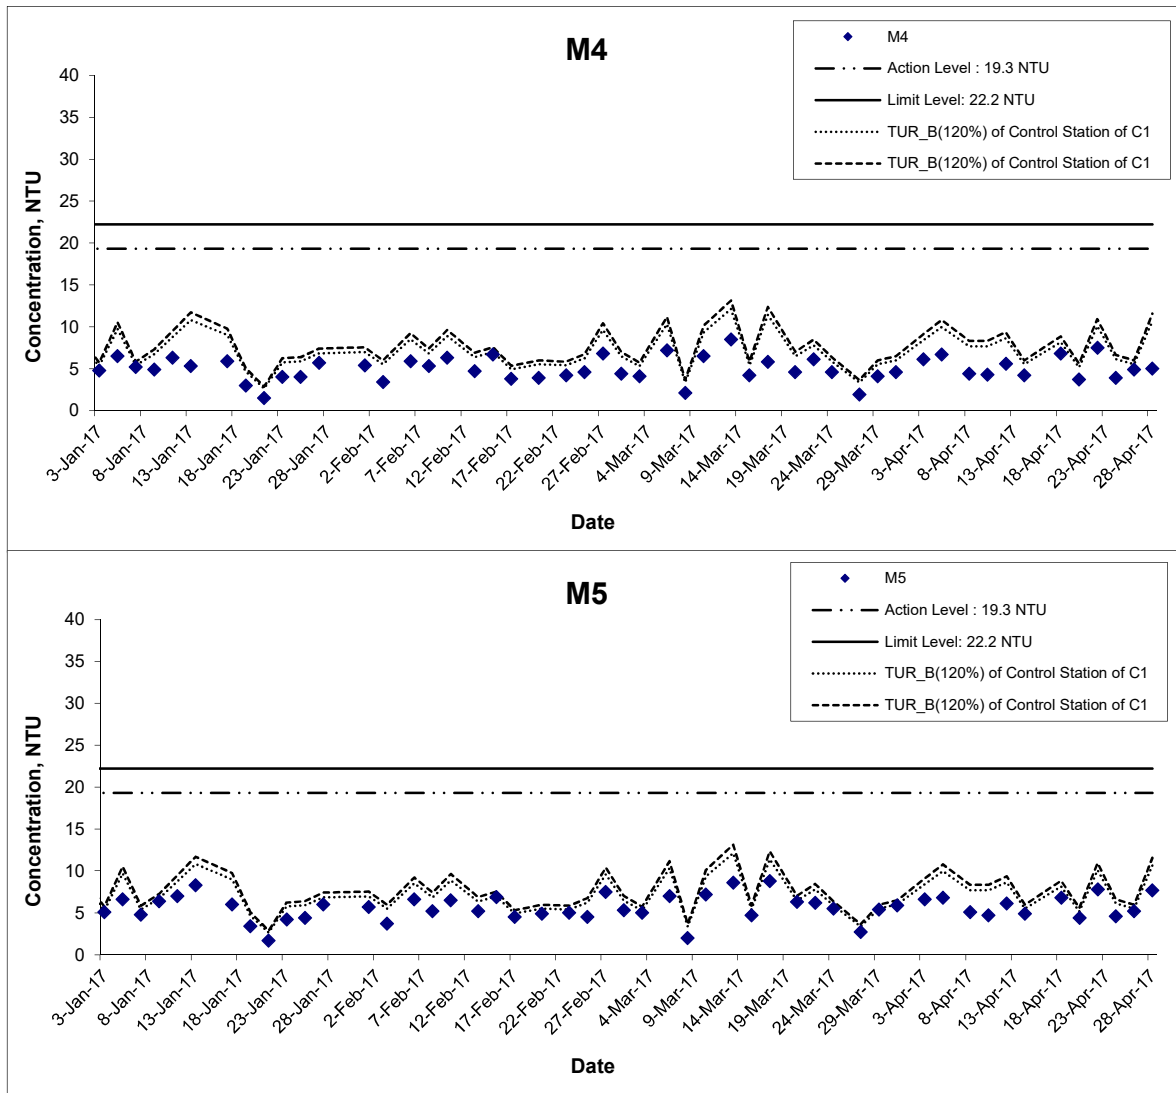 M4
M4
Action Level : 19.3 NTU
Limit Level: 22.2 NTU
TUR_B(120%) of Control Station of C1
TUR_B(120%) of Control Station of C1
Concentration, NTU
40
35
30
25
20
15
10
5
0
3-Jan-17
8-Jan-17
13-Jan-17
18-Jan-17
23-Jan-17
28-Jan-17
2-Feb-17
7-Feb-17
12-Feb-17
17-Feb-17
22-Feb-17
27-Feb-17
4-Mar-17
9-Mar-17
14-Mar-17
19-Mar-17
24-Mar-17
29-Mar-17
3-Apr-17
8-Apr-17
13-Apr-17
18-Apr-17
23-Apr-17
28-Apr-17
Date
M5
M5
Action Level : 19.3 NTU
Limit Level: 22.2 NTU
TUR_B(120%) of Control Station of C1
TUR_B(120%) of Control Station of C1
Concentration, NTU
40
35
30
25
20
15
10
5
0
3-Jan-17
8-Jan-17
13-Jan-17
18-Jan-17
23-Jan-17
28-Jan-17
2-Feb-17
7-Feb-17
12-Feb-17
17-Feb-17
22-Feb-17
27-Feb-17
4-Mar-17
9-Mar-17
14-Mar-17
19-Mar-17
24-Mar-17
29-Mar-17
3-Apr-17
8-Apr-17
13-Apr-17
18-Apr-17
23-Apr-17
28-Apr-17
Date